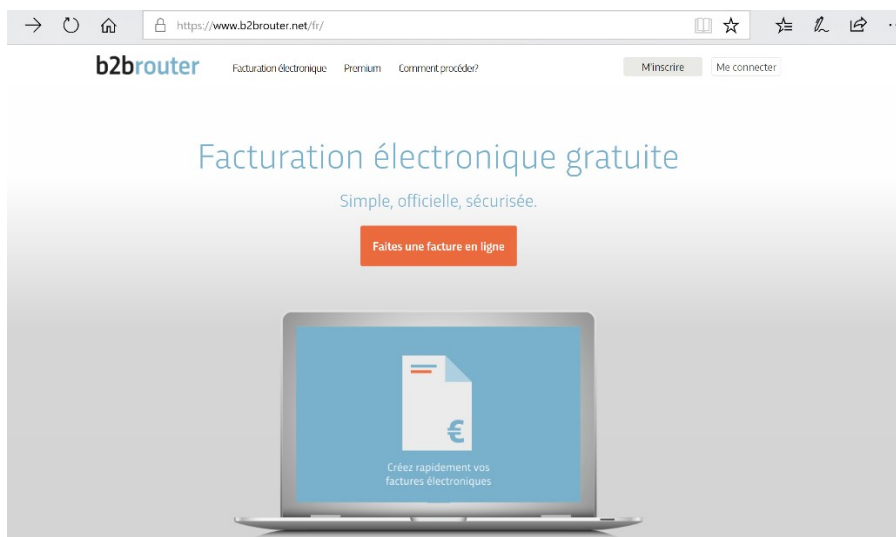 https://www.b2brouter.net/fr/
b2brouter Facturation électronique Premium Comment procéder? M'inscrire Me connecter
Facturation électronique gratuite
Simple, officielle, sécurisée.
Faites une facture en ligne
€
Créez rapidement vos
factures électroniques